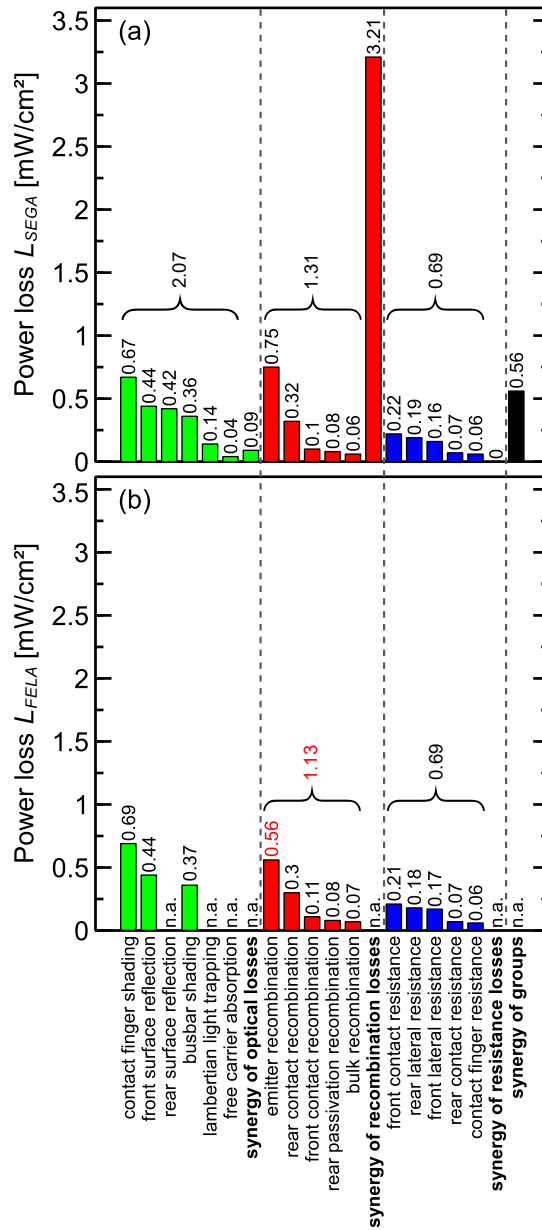 (a)
Power loss L_SEGA [mW/cm²]
3.5
3
2.5
2
1.5
1
0.5
0
2.07
1.31
0.69
0.67
0.44
0.42
0.36
0.14
0.04
0.09
0.75
0.32
0.1
0.08
0.06
3.21
0.22
0.19
0.16
0.07
0.06
0
0.56
(b)
Power loss L_FELA [mW/cm²]
3.5
3
2.5
2
1.5
1
0.5
0
1.13
0.69
0.69
0.44
n.a.
0.37
n.a.
n.a.
n.a.
0.56
0.3
0.11
0.08
0.07
n.a.
0.21
0.18
0.17
0.07
0.06
n.a.
n.a.
contact finger shading
front surface reflection
rear surface reflection
busbar shading
lambertian light trapping
free carrier absorption
synergy of optical losses
emitter recombination
rear contact recombination
front contact recombination
rear passivation recombination
bulk recombination
synergy of recombination losses
front contact resistance
rear lateral resistance
front lateral resistance
rear contact resistance
contact finger resistance
synergy of resistance losses
synergy of groups